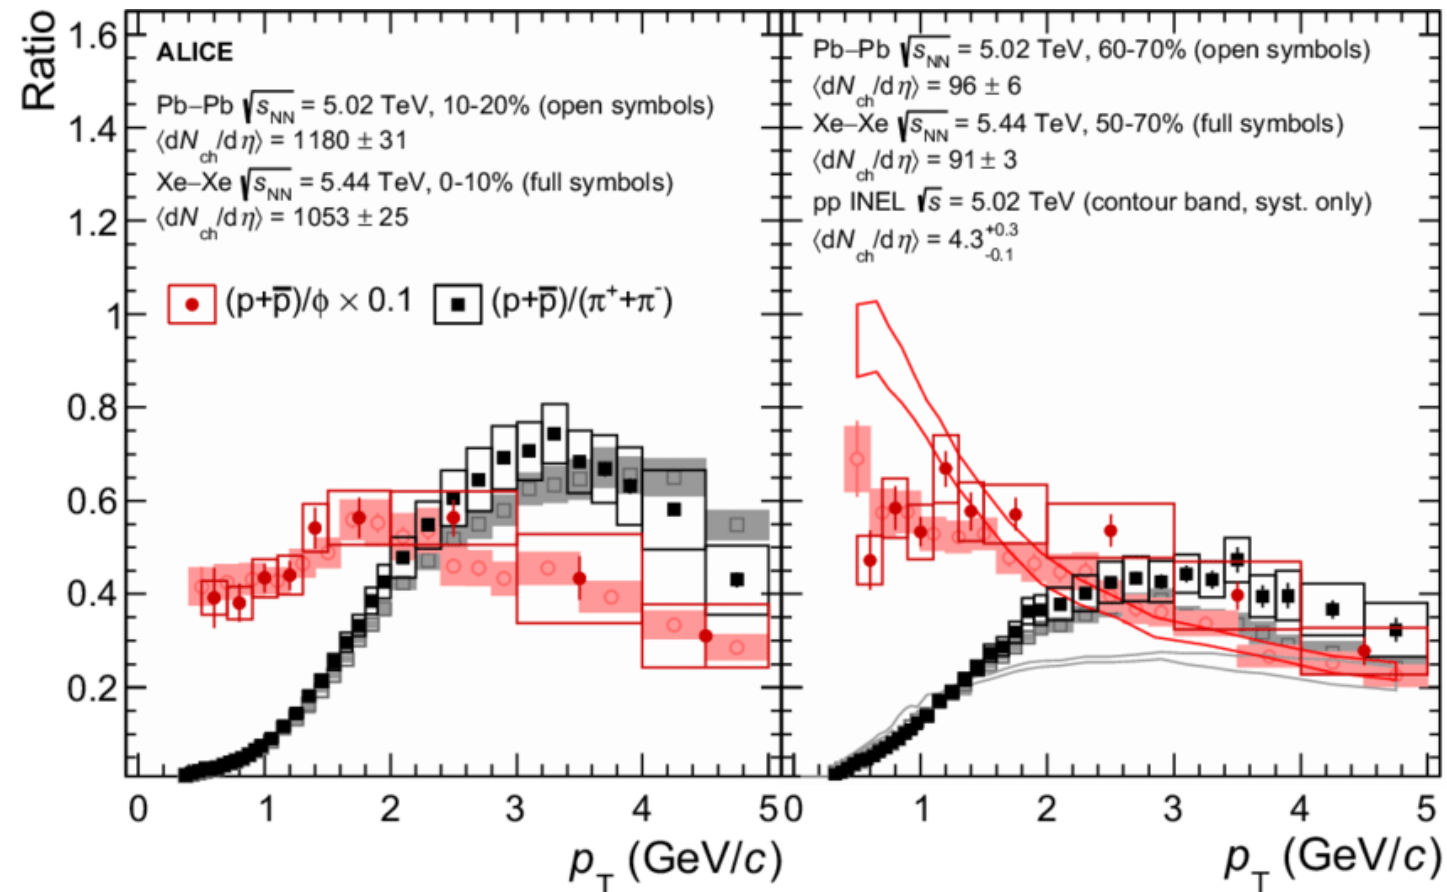 Ratio
1.6
1.4
1.2
1
0.8
0.6
0.4
0.2
ALICE
Pb–Pb √sNN = 5.02 TeV, 10-20% (open symbols)
⟨dNch/dη⟩ = 1180 ± 31
Xe–Xe √sNN = 5.44 TeV, 0-10% (full symbols)
⟨dNch/dη⟩ = 1053 ± 25
(p+p̅)/ϕ × 0.1 (p+p̅)/(π⁺+π⁻)
0 1 2 3 4 5
pT (GeV/c)
Pb–Pb √sNN = 5.02 TeV, 60-70% (open symbols)
⟨dNch/dη⟩ = 96 ± 6
Xe–Xe √sNN = 5.44 TeV, 50-70% (full symbols)
⟨dNch/dη⟩ = 91 ± 3
pp INEL √s = 5.02 TeV (contour band, syst. only)
⟨dNch/dη⟩ = 4.3 +0.3 -0.1
0 1 2 3 4 5
pT (GeV/c)